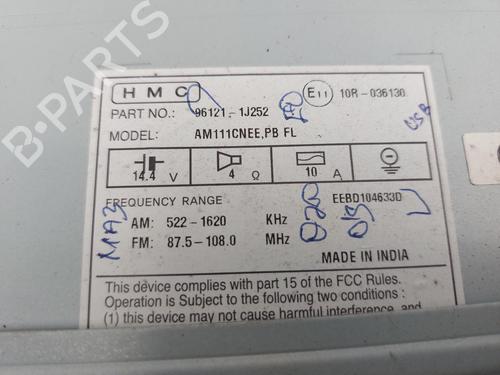 HMC
E11 10R-036130
PART NO.: 96121-1J252
USB
MODEL: AM111CNEE,PB FL
14.4 V 4 Ω 10 A
FREQUENCY RANGE EEBD104633D
AM: 522-1620 KHz
FM: 87.5-108.0 MHz
MADE IN INDIA
This device complies with part 15 of the FCC Rules.
Operation is Subject to the following two conditions :
(1) this device may not cause harmful interference, and
B-PARTS